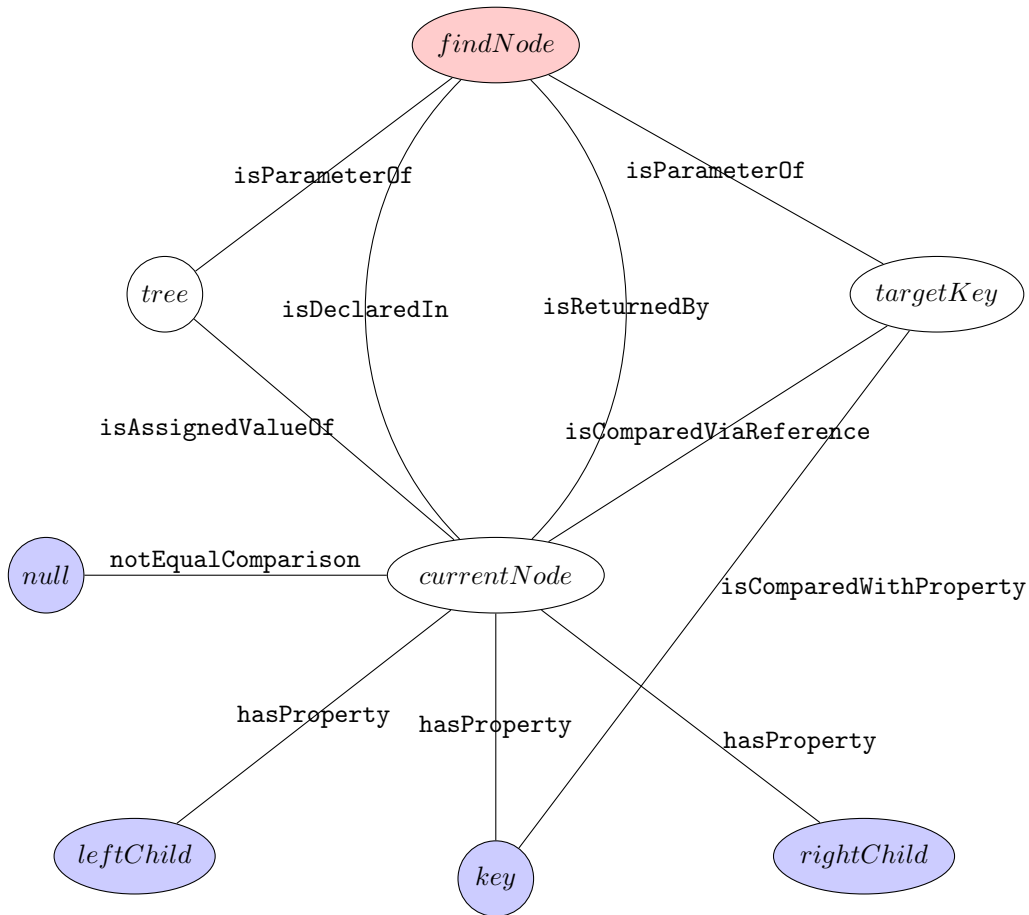 findNode
isParameterOf
isParameterOf
tree
targetKey
isDeclaredIn
isReturnedBy
isAssignedValueOf
isComparedViaReference
null
notEqualComparison
currentNode
isComparedWithProperty
hasProperty
hasProperty
hasProperty
leftChild
key
rightChild